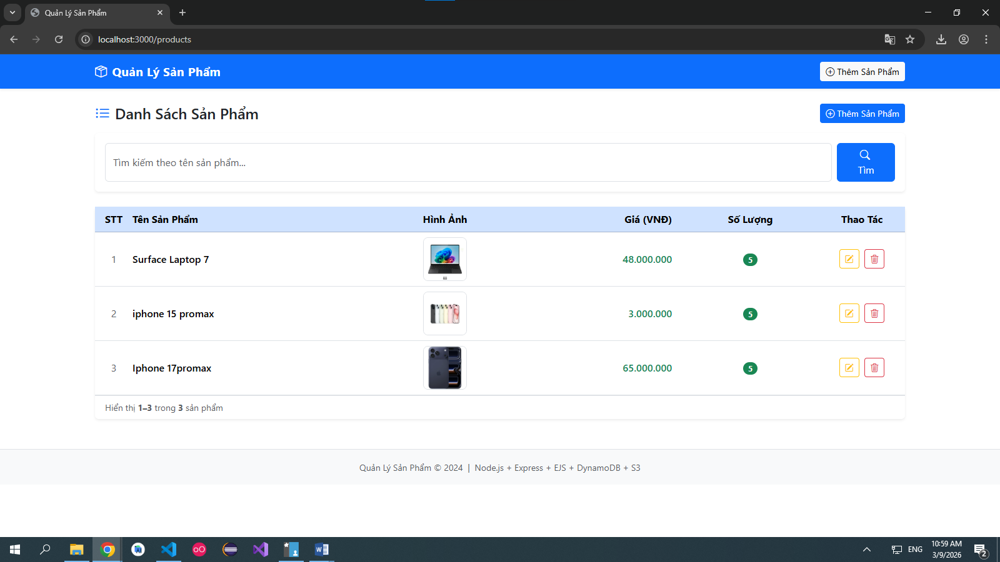 Quản Lý Sản Phẩm
localhost:3000/products
Quản Lý Sản Phẩm
Thêm Sản Phẩm
Danh Sách Sản Phẩm
Thêm Sản Phẩm
Tìm kiếm theo tên sản phẩm...
Tìm
STT Tên Sản Phẩm Hình Ảnh Giá (VNĐ) Số Lượng Thao Tác
1 Surface Laptop 7 48.000.000 5
2 iphone 15 promax 3.000.000 5
3 Iphone 17promax 65.000.000 5
Hiển thị 1–3 trong 3 sản phẩm
Quản Lý Sản Phẩm © 2024 | Node.js + Express + EJS + DynamoDB + S3
ENG
10:59 AM
3/9/2026
2